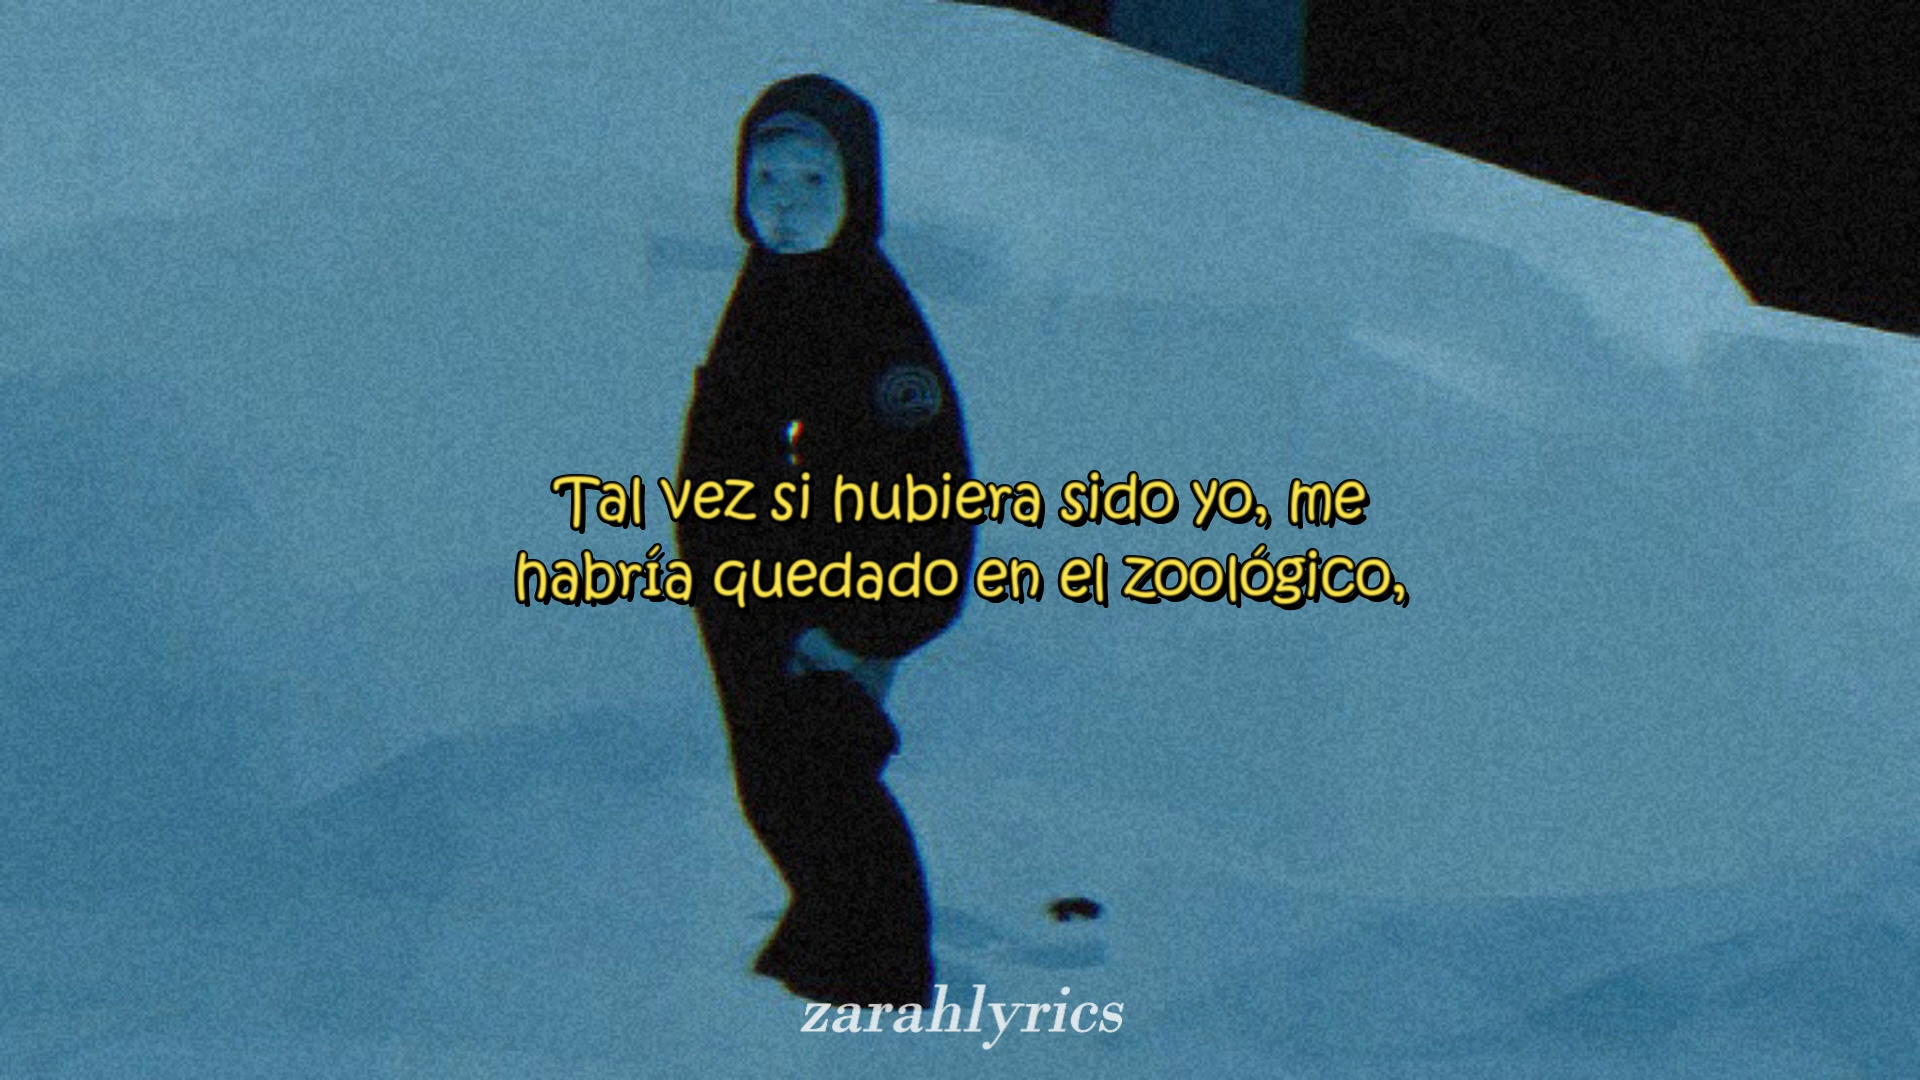 Tal vez si hubiera sido yo, me
habría quedado en el zoológico,
zarahlyrics